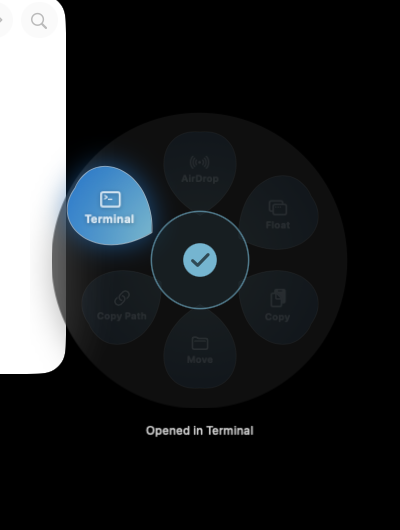 AirDrop
Terminal
Float
Copy Path
Copy
Move
Opened in Terminal